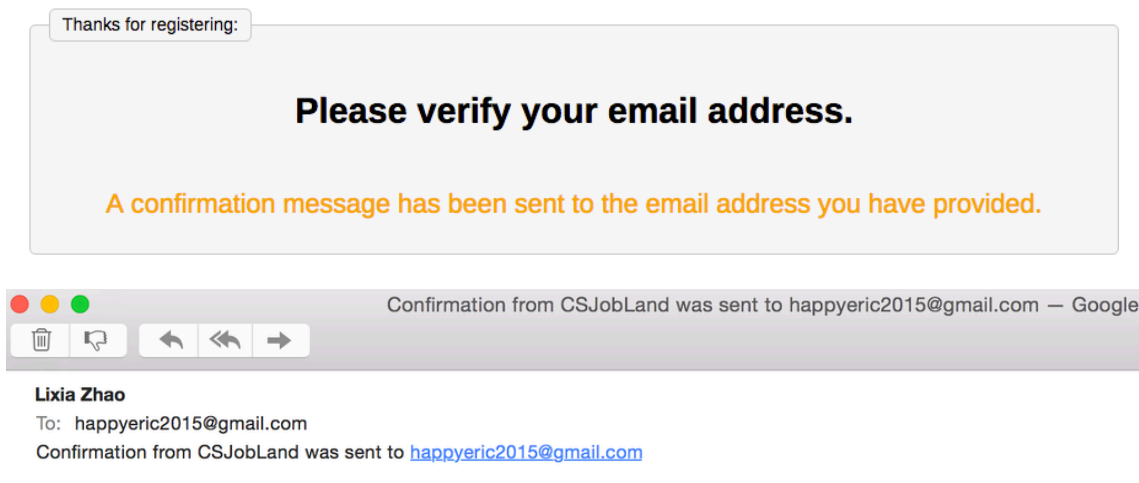 Thanks for registering:
Please verify your email address.
A confirmation message has been sent to the email address you have provided.
Confirmation from CSJobLand was sent to happyeric2015@gmail.com — Google
Lixia Zhao
To: happyeric2015@gmail.com
Confirmation from CSJobLand was sent to happyeric2015@gmail.com